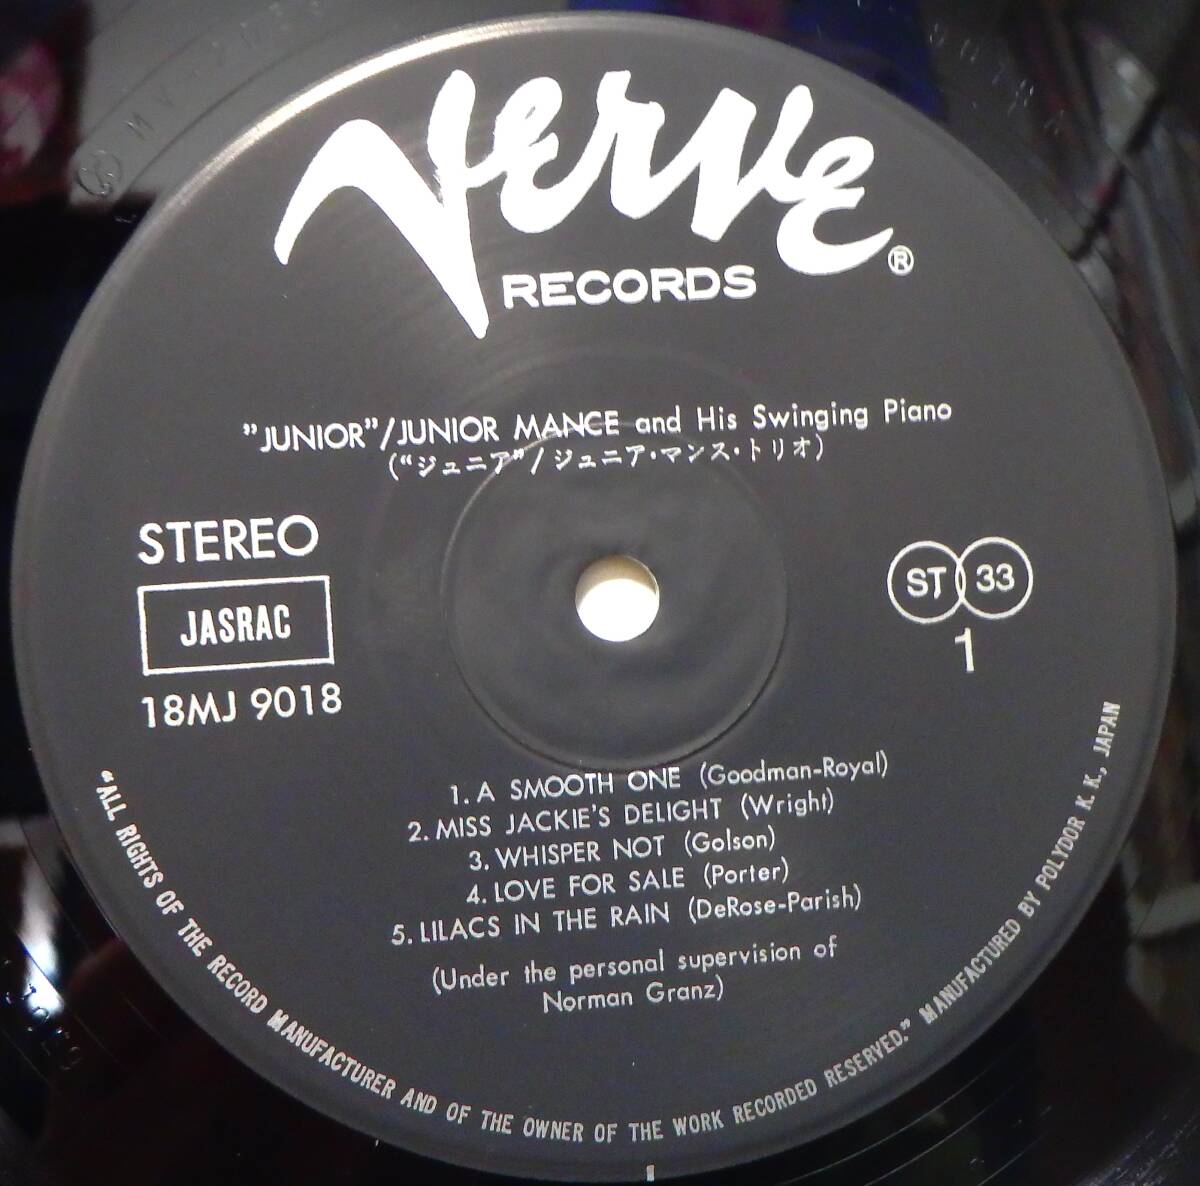 Verve
RECORDS ®
"JUNIOR"/JUNIOR MANCE and His Swinging Piano
("ジュニア"/ジュニア・マンス・トリオ)
STEREO
JASRAC
18MJ 9018
ST 33
1
1. A SMOOTH ONE (Goodman-Royal)
2. MISS JACKIE'S DELIGHT (Wright)
3. WHISPER NOT (Golson)
4. LOVE FOR SALE (Porter)
5. LILACS IN THE RAIN (DeRose-Parish)
(Under the personal supervision of
Norman Granz)
"ALL RIGHTS OF THE RECORD MANUFACTURER AND OF THE OWNER OF THE WORK RECORDED RESERVED." MANUFACTURED BY POLYDOR K. K., JAPAN